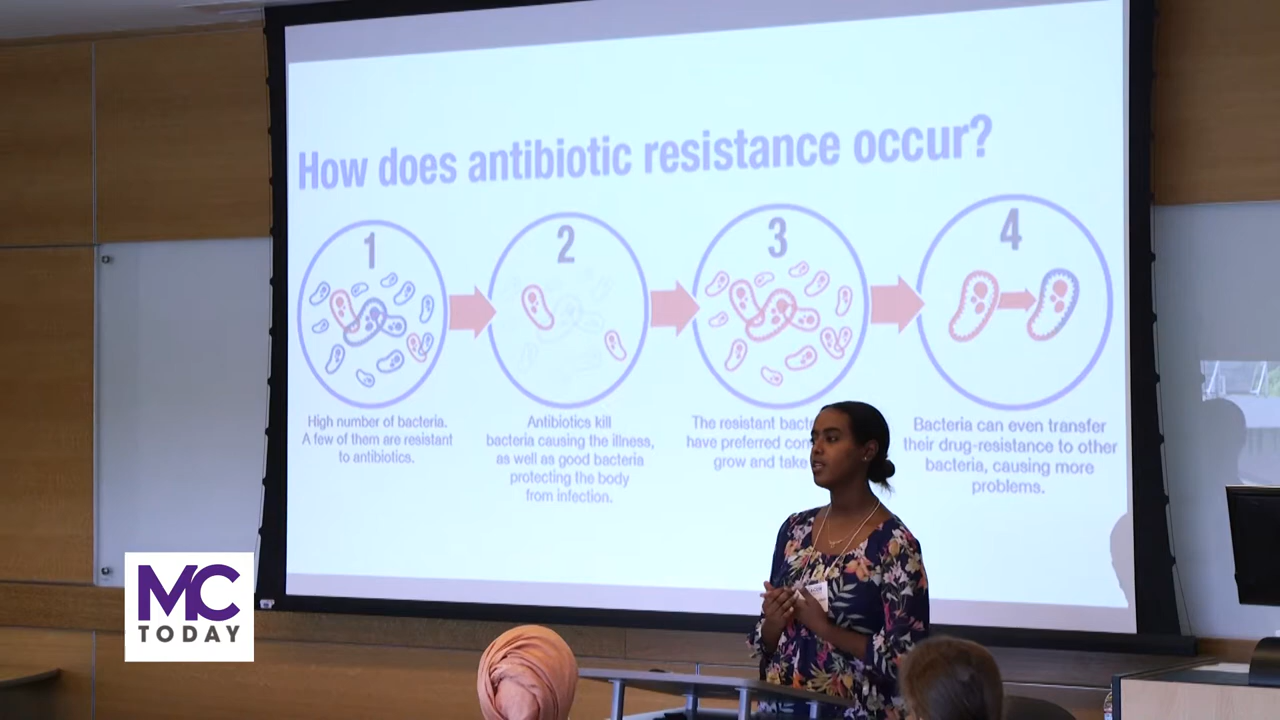 How does antibiotic resistance occur?
1
2
3
4
High number of bacteria.
A few of them are resistant
to antibiotics.
Antibiotics kill
bacteria causing the illness,
as well as good bacteria
protecting the body
from infection.
The resistant
have preferred
grow and take
Bacteria can even transfer
their drug-resistance to other
bacteria, causing more
problems.
MC
TODAY